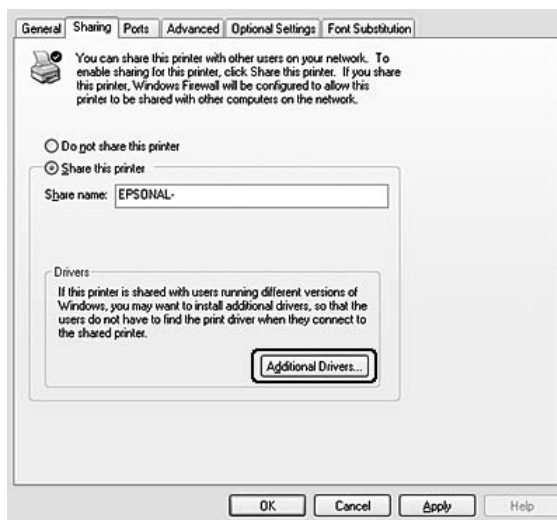 General Sharing Ports Advanced Optional Settings Font Substitution
You can share this printer with other users on your network. To
enable sharing for this printer, click Share this printer. If you share
this printer, Windows Firewall will be configured to allow this
printer to be shared with other computers on the network.
Do not share this printer
Share this printer
Share name: EPSONAL-
Drivers
If this printer is shared with users running different versions of
Windows, you may want to install additional drivers, so that the
users do not have to find the print driver when they connect to
the shared printer.
Additional Drivers...
OK Cancel Apply Help